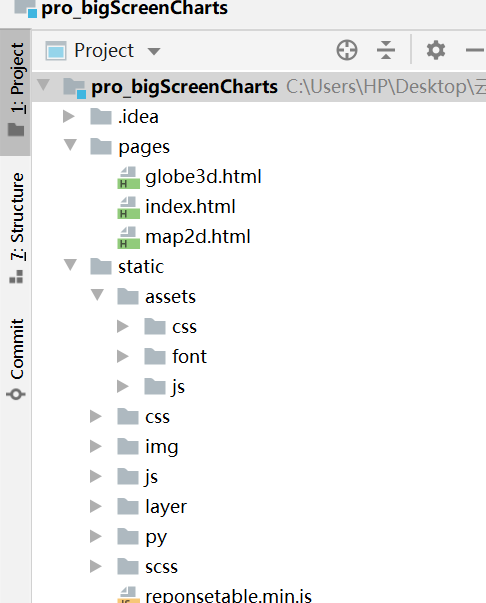 pro_bigScreenCharts
Project
1: Project
pro_bigScreenCharts C:\Users\HP\Desktop\云
.idea
pages
globe3d.html
index.html
map2d.html
7: Structure
static
assets
css
font
js
Commit
css
img
js
layer
py
scss
reponsetable.min.js